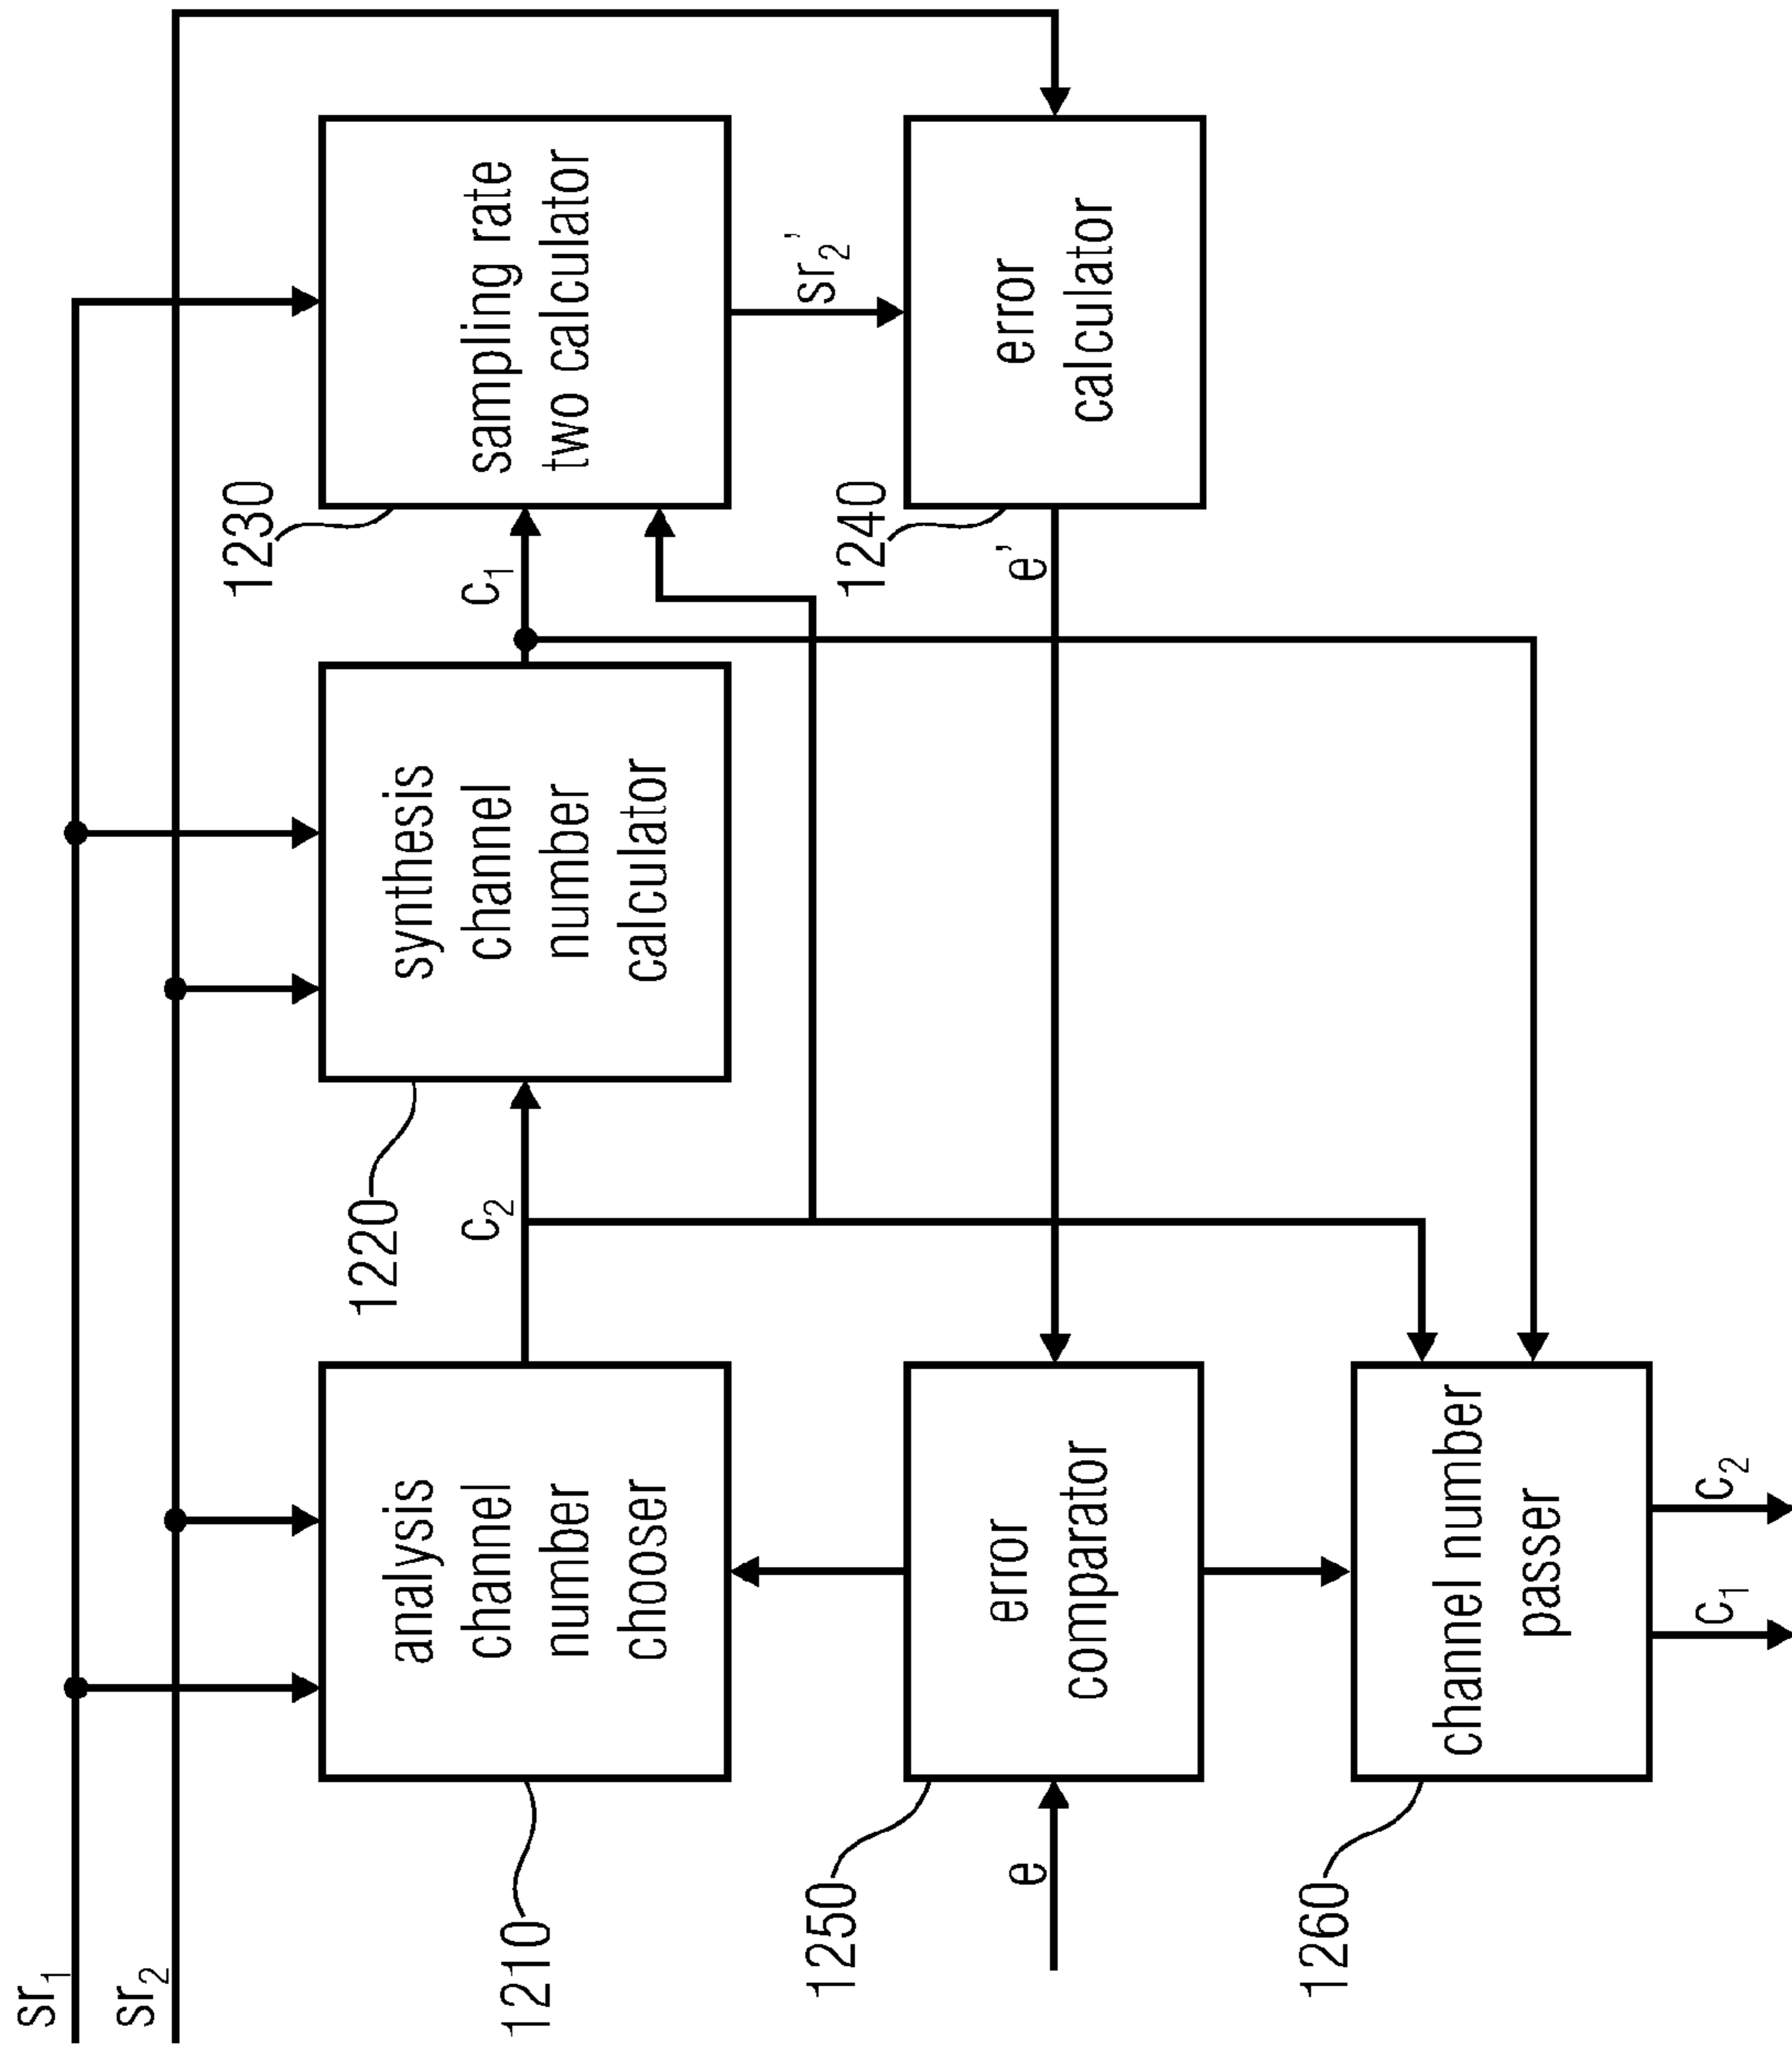 sr1
sr2
1210
analysis
channel
number
chooser
c2
1220
synthesis
channel
number
calculator
c1
1230
sampling rate
two calculator
sr2'
1240
error
calculator
e'
1250
e
error
comparator
1260
channel number
passer
c1
c2